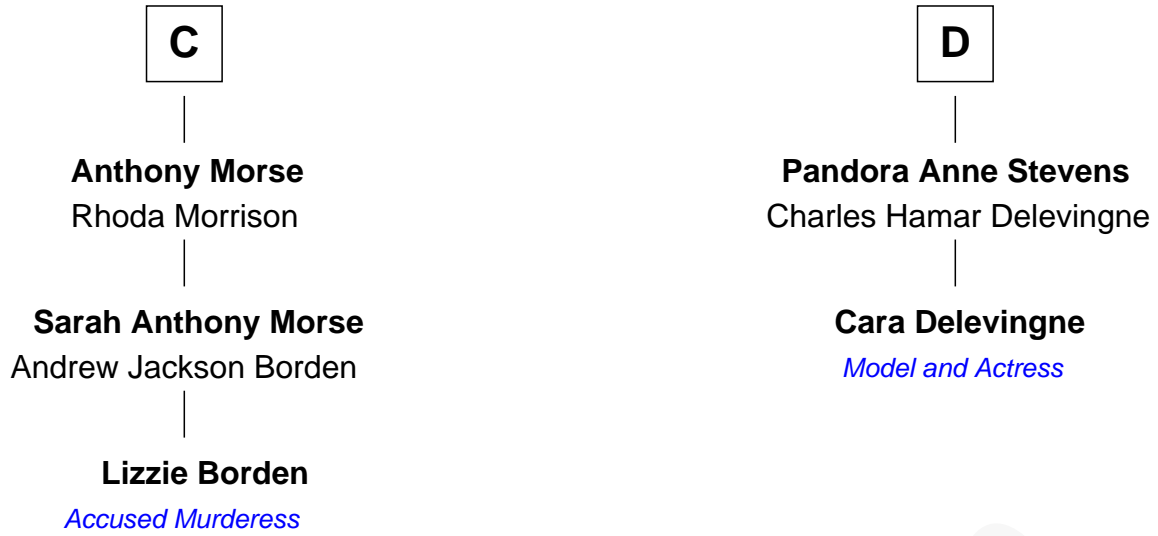 C
Anthony Morse
Rhoda Morrison
Sarah Anthony Morse
Andrew Jackson Borden
Lizzie Borden
Accused Murderess
D
Pandora Anne Stevens
Charles Hamar Delevingne
Cara Delevingne
Model and Actress